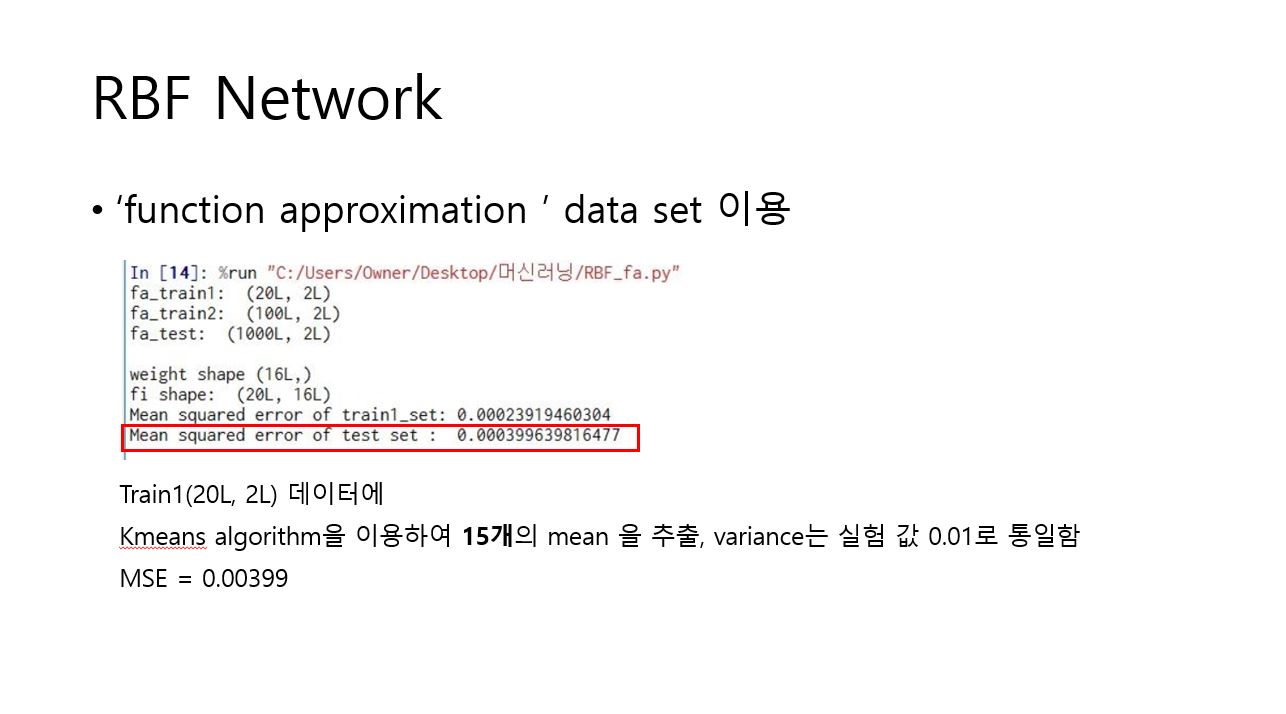 RBF Network
• ‘function approximation ’ data set 이용
In [14]: %run "C:/Users/Owner/Desktop/머신러닝/RBF_fa.py"
fa_train1:  (20L, 2L)
fa_train2:  (100L, 2L)
fa_test:  (1000L, 2L)
weight shape (16L,)
fi shape:  (20L, 16L)
Mean squared error of train1_set: 0.00023919460304
Mean squared error of test set :  0.000399639816477
Train1(20L, 2L) 데이터에
Kmeans algorithm을 이용하여 15개의 mean 을 추출, variance는 실험 값 0.01로 통일함
MSE = 0.00399